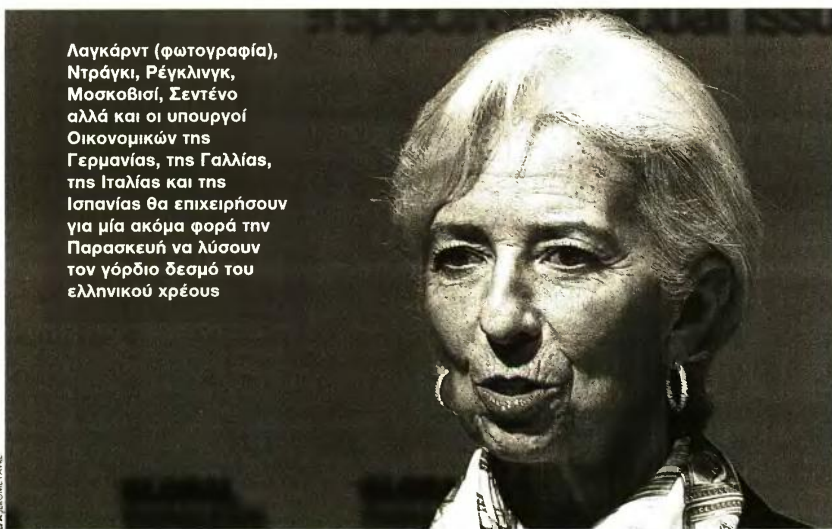 Λαγκάρντ (φωτογραφία),
Ντράγκι, Ρέγκλινγκ,
Μοσκοβισί, Σεντένο
αλλά και οι υπουργοί
Οικονομικών της
Γερμανίας, της Γαλλίας,
της Ιταλίας και της
Ισπανίας θα επιχειρήσουν
για μία ακόμα φορά την
Παρασκευή να λύσουν
τον γόρδιο δεσμό του
ελληνικού χρέους